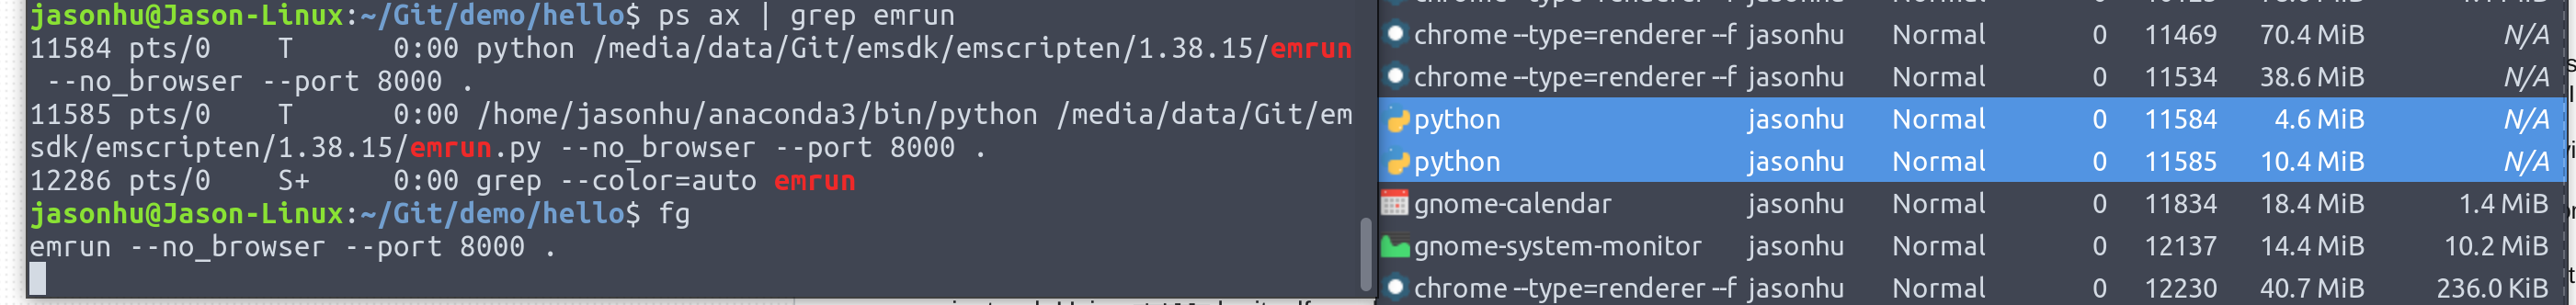 jasonhu@Jason-Linux:~/Git/demo/hello$ ps ax | grep emrun
11584 pts/0    T      0:00 python /media/data/Git/emsdk/emscripten/1.38.15/emrun
 --no_browser --port 8000 .
11585 pts/0    T      0:00 /home/jasonhu/anaconda3/bin/python /media/data/Git/em
sdk/emscripten/1.38.15/emrun.py --no_browser --port 8000 .
12286 pts/0    S+     0:00 grep --color=auto emrun
jasonhu@Jason-Linux:~/Git/demo/hello$ fg
emrun --no_browser --port 8000 .
chrome --type=renderer --f jasonhu Normal 0 11469 70.4 MiB N/A
chrome --type=renderer --f jasonhu Normal 0 11534 38.6 MiB N/A
python jasonhu Normal 0 11584 4.6 MiB N/A
python jasonhu Normal 0 11585 10.4 MiB N/A
gnome-calendar jasonhu Normal 0 11834 18.4 MiB 1.4 MiB
gnome-system-monitor jasonhu Normal 0 12137 14.4 MiB 10.2 MiB
chrome --type=renderer --f jasonhu Normal 0 12230 40.7 MiB 236.0 KiB